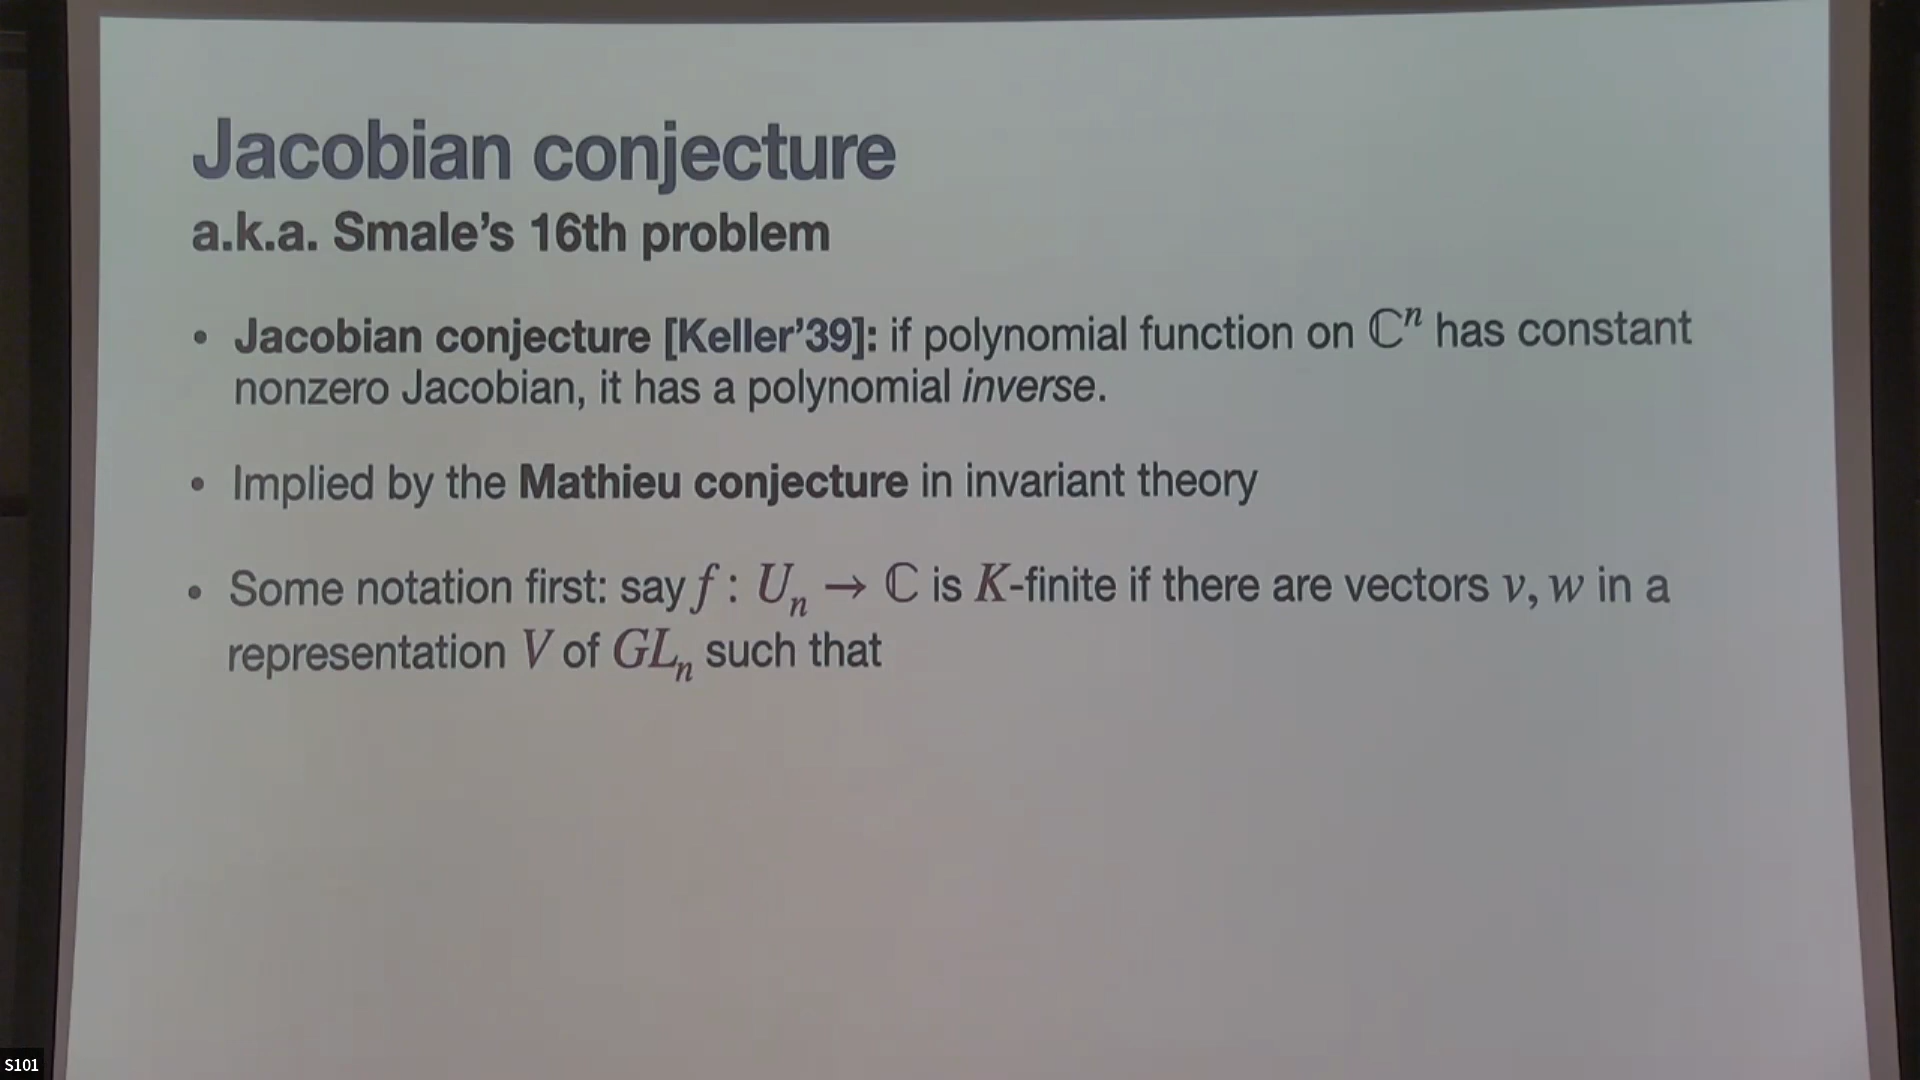 Jacobian conjecture
a.k.a. Smale's 16th problem
• Jacobian conjecture [Keller'39]: if polynomial function on ℂⁿ has constant
nonzero Jacobian, it has a polynomial inverse.
• Implied by the Mathieu conjecture in invariant theory
• Some notation first: say f : Uₙ → ℂ is K-finite if there are vectors v, w in a
representation V of GLₙ such that
S101